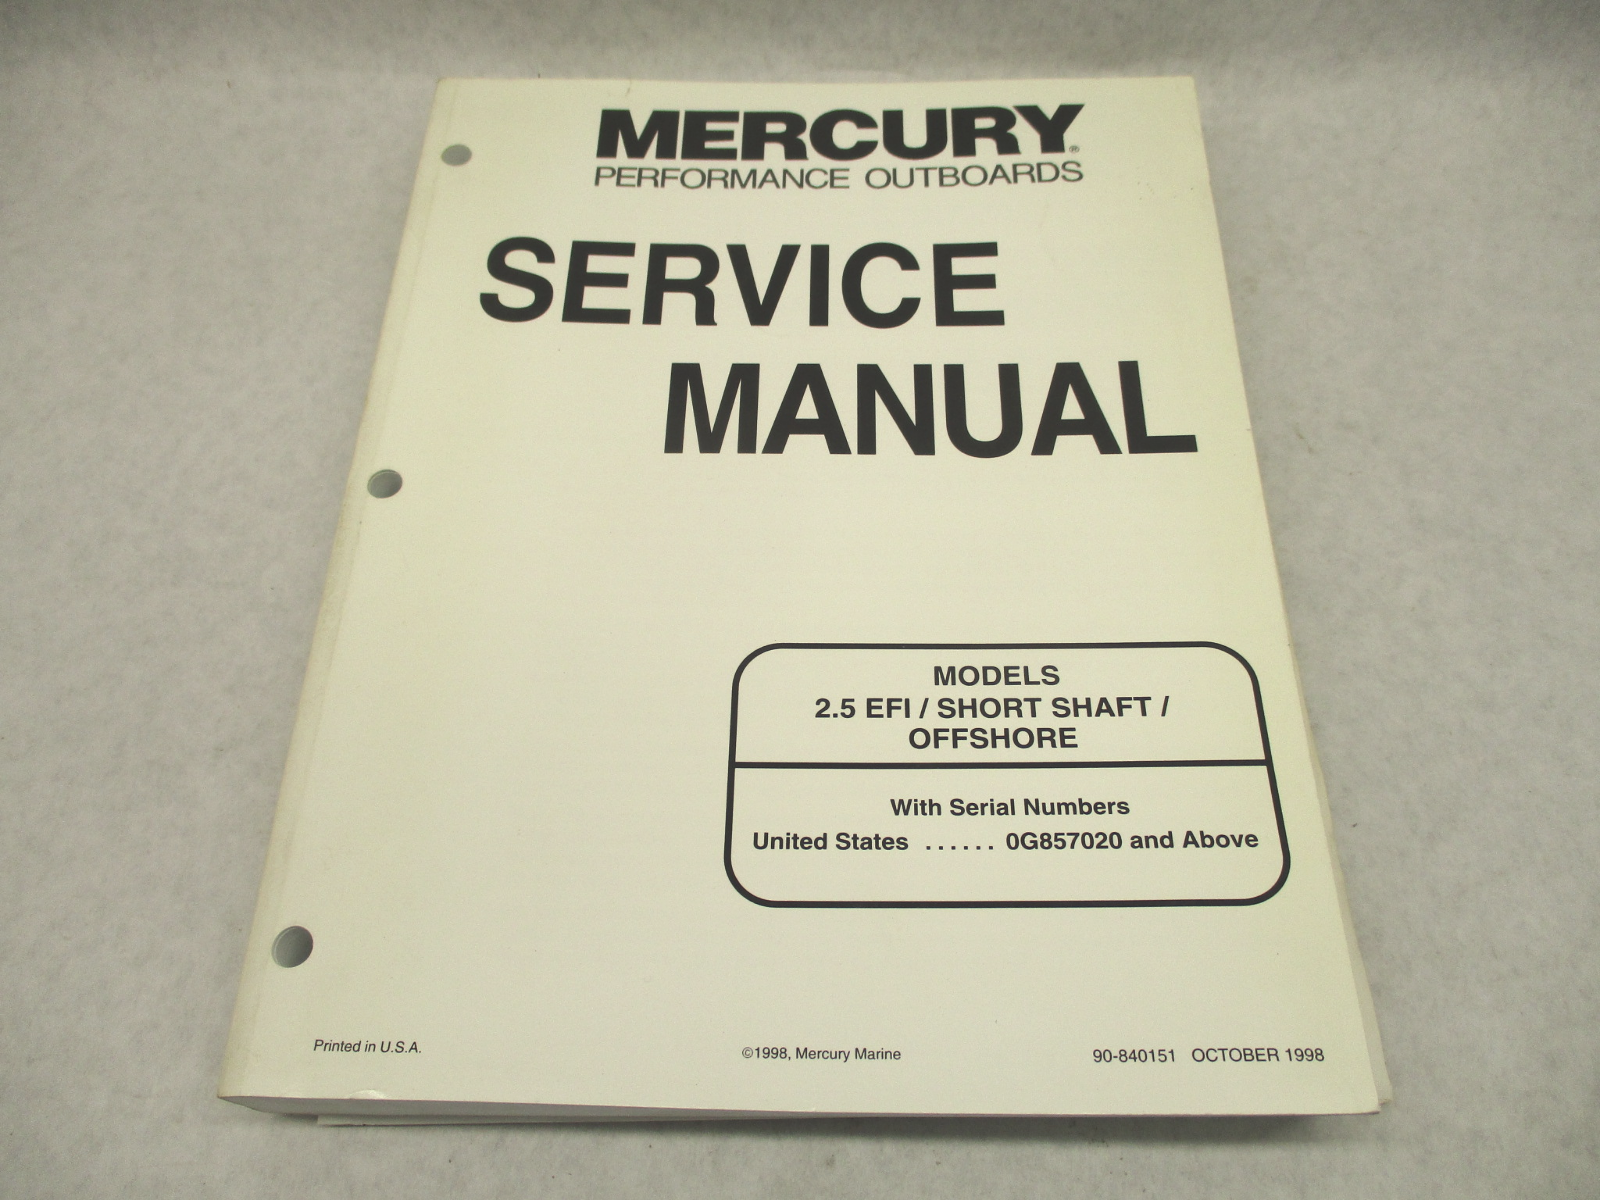 MERCURY®
PERFORMANCE OUTBOARDS
SERVICE
MANUAL
MODELS
2.5 EFI / SHORT SHAFT /
OFFSHORE
With Serial Numbers
United States ...... 0G857020 and Above
Printed in U.S.A.
©1998, Mercury Marine
90-840151 OCTOBER 1998